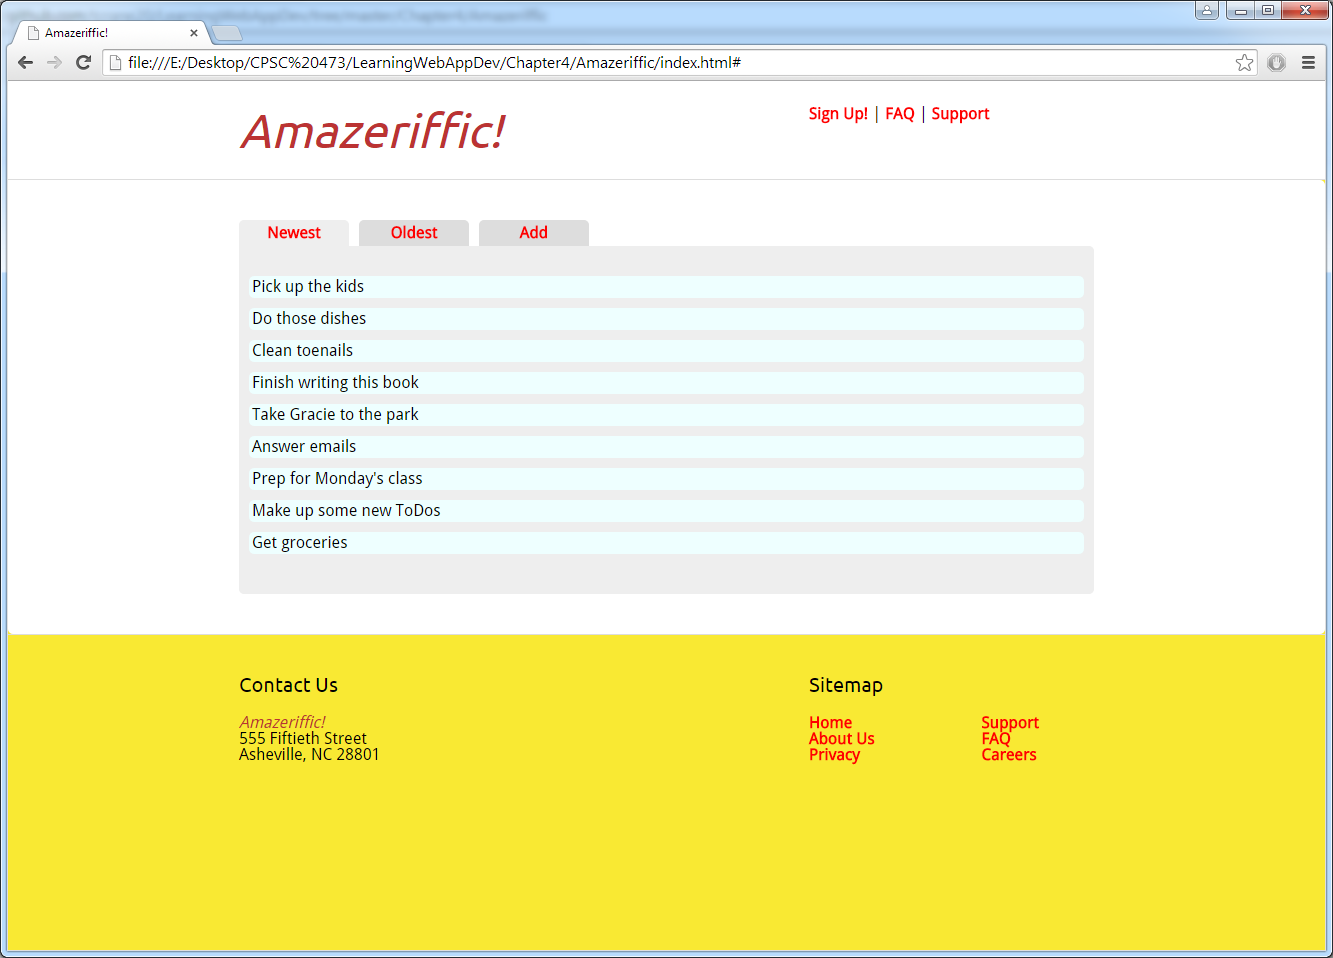 Amazeriffic!
file:///E:/Desktop/CPSC%20473/LearningWebAppDev/Chapter4/Amazeriffic/index.html#
Amazeriffic!
Sign Up! | FAQ | Support
Newest Oldest Add
Pick up the kids
Do those dishes
Clean toenails
Finish writing this book
Take Gracie to the park
Answer emails
Prep for Monday's class
Make up some new ToDos
Get groceries
Contact Us
Amazeriffic!
555 Fiftieth Street
Asheville, NC 28801
Sitemap
Home Support
About Us FAQ
Privacy Careers